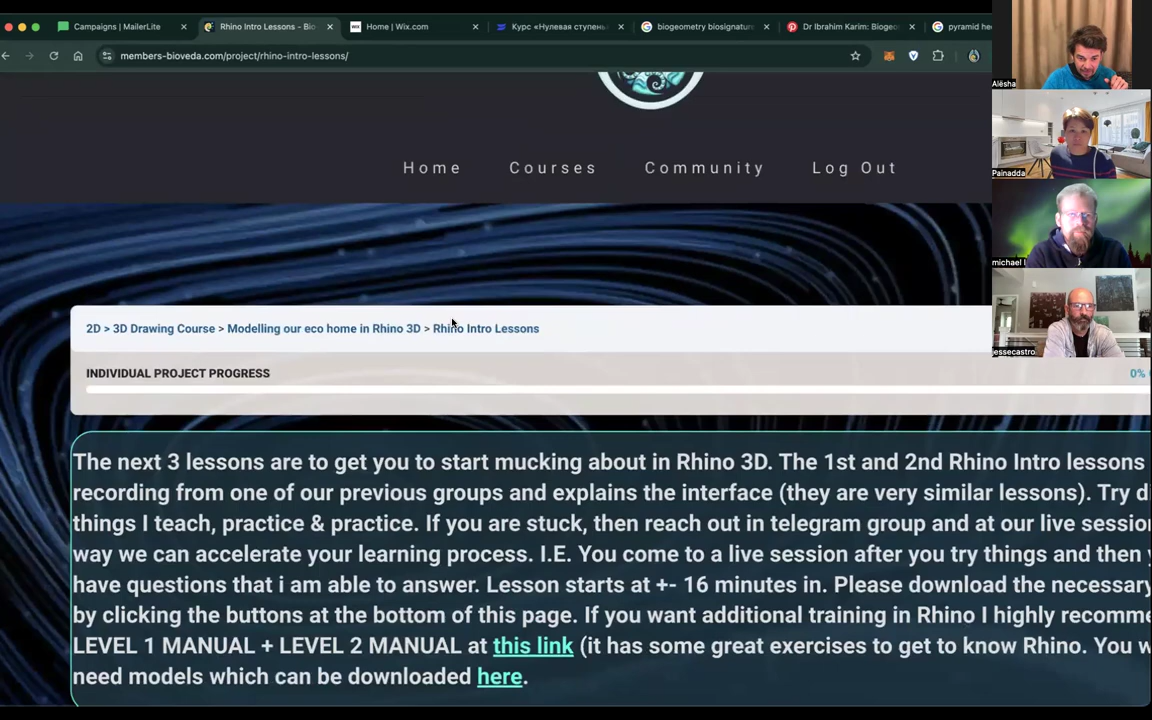 Campaigns | MailerLite
Rhino Intro Lessons - Bio
Home | Wix.com
Курс «Нулевая ступень
biogeometry biosignature
Dr Ibrahim Karim: Biogeo
pyramid he
members-bioveda.com/project/rhino-intro-lessons/
Alësha
Painadda
michael l
jessecastro
Home Courses Community Log Out
2D > 3D Drawing Course > Modelling our eco home in Rhino 3D > Rhino Intro Lessons
INDIVIDUAL PROJECT PROGRESS
0%
The next 3 lessons are to get you to start mucking about in Rhino 3D. The 1st and 2nd Rhino Intro lessons
recording from one of our previous groups and explains the interface (they are very similar lessons). Try di
things I teach, practice & practice. If you are stuck, then reach out in telegram group and at our live sessio
way we can accelerate your learning process. I.E. You come to a live session after you try things and then
have questions that i am able to answer. Lesson starts at +- 16 minutes in. Please download the necessary
by clicking the buttons at the bottom of this page. If you want additional training in Rhino I highly recomme
LEVEL 1 MANUAL + LEVEL 2 MANUAL at this link (it has some great exercises to get to know Rhino. You w
need models which can be downloaded here.